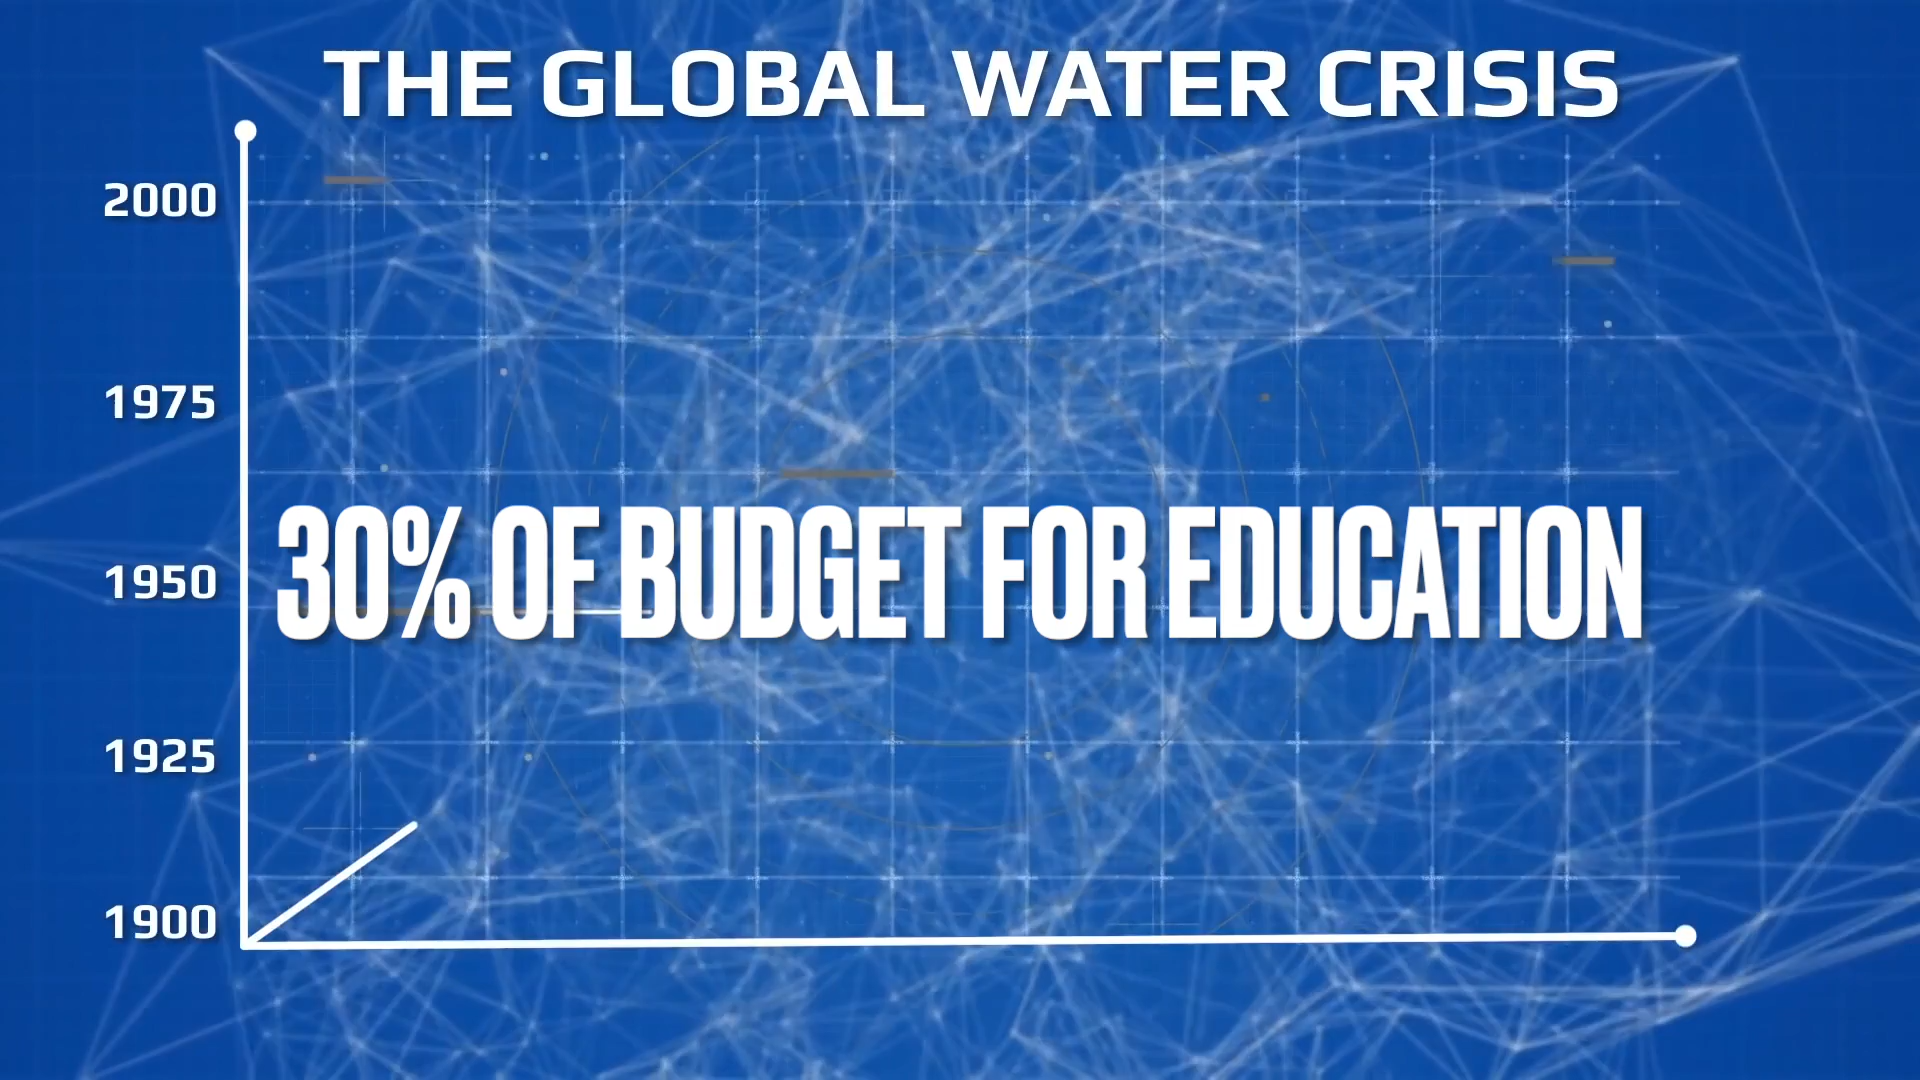 THE GLOBAL WATER CRISIS
2000
1975
30% OF BUDGET FOR EDUCATION
1950
1925
1900